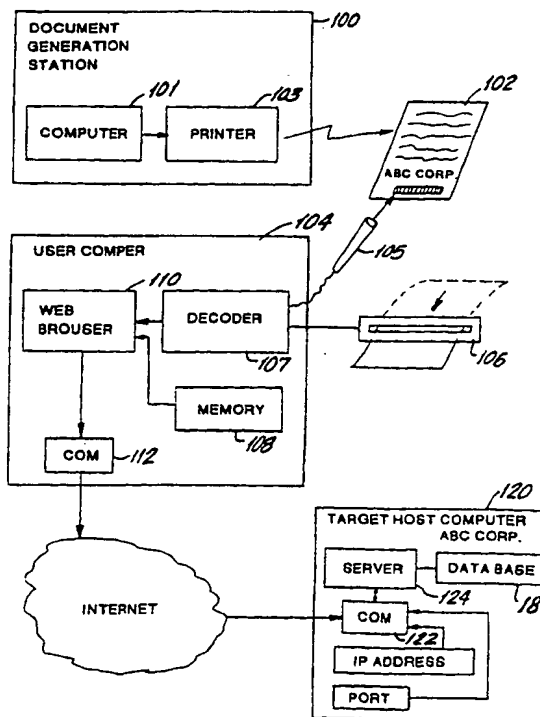 100
DOCUMENT
GENERATION
STATION
101
103
102
COMPUTER
PRINTER
ABC CORP.
104
USER COMPER
105
110
WEB
BROUSER
DECODER
107
106
MEMORY
108
COM
112
120
TARGET HOST COMPUTER
ABC CORP.
SERVER
DATA BASE
124
18
INTERNET
COM
122
IP ADDRESS
PORT